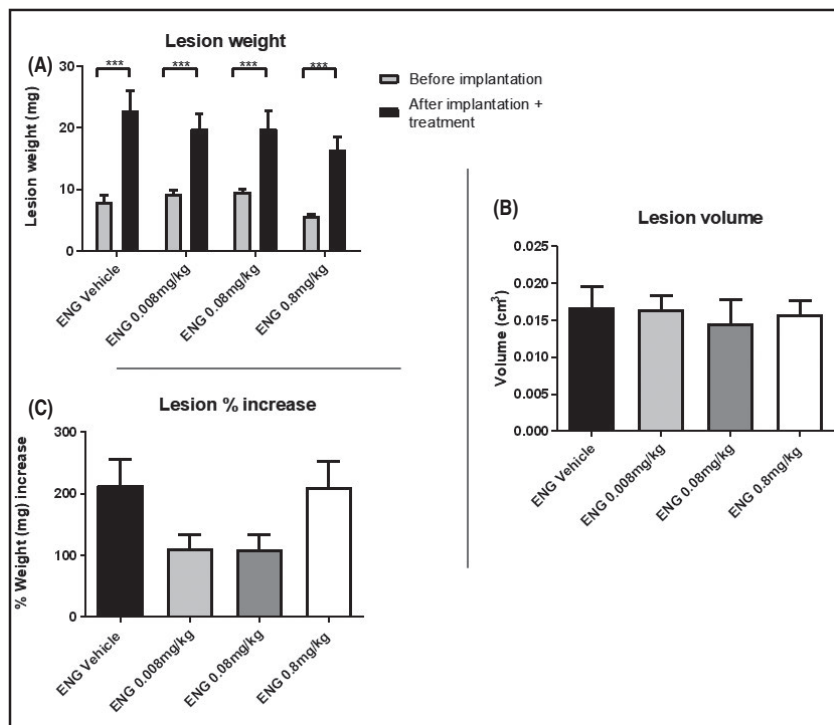 (A)
Lesion weight
Lesion weight (mg)
30
20
10
0
*** *** *** ***
ENG Vehicle
ENG 0.008mg/kg
ENG 0.08mg/kg
ENG 0.8mg/kg
Before implantation
After implantation +
treatment
(B)
Lesion volume
Volume (cm³)
0.025
0.020
0.015
0.010
0.005
0.000
ENG Vehicle
ENG 0.008mg/kg
ENG 0.08mg/kg
ENG 0.8mg/kg
(C)
Lesion % increase
% Weight (mg) increase
300
200
100
0
ENG Vehicle
ENG 0.008mg/kg
ENG 0.08mg/kg
ENG 0.8mg/kg